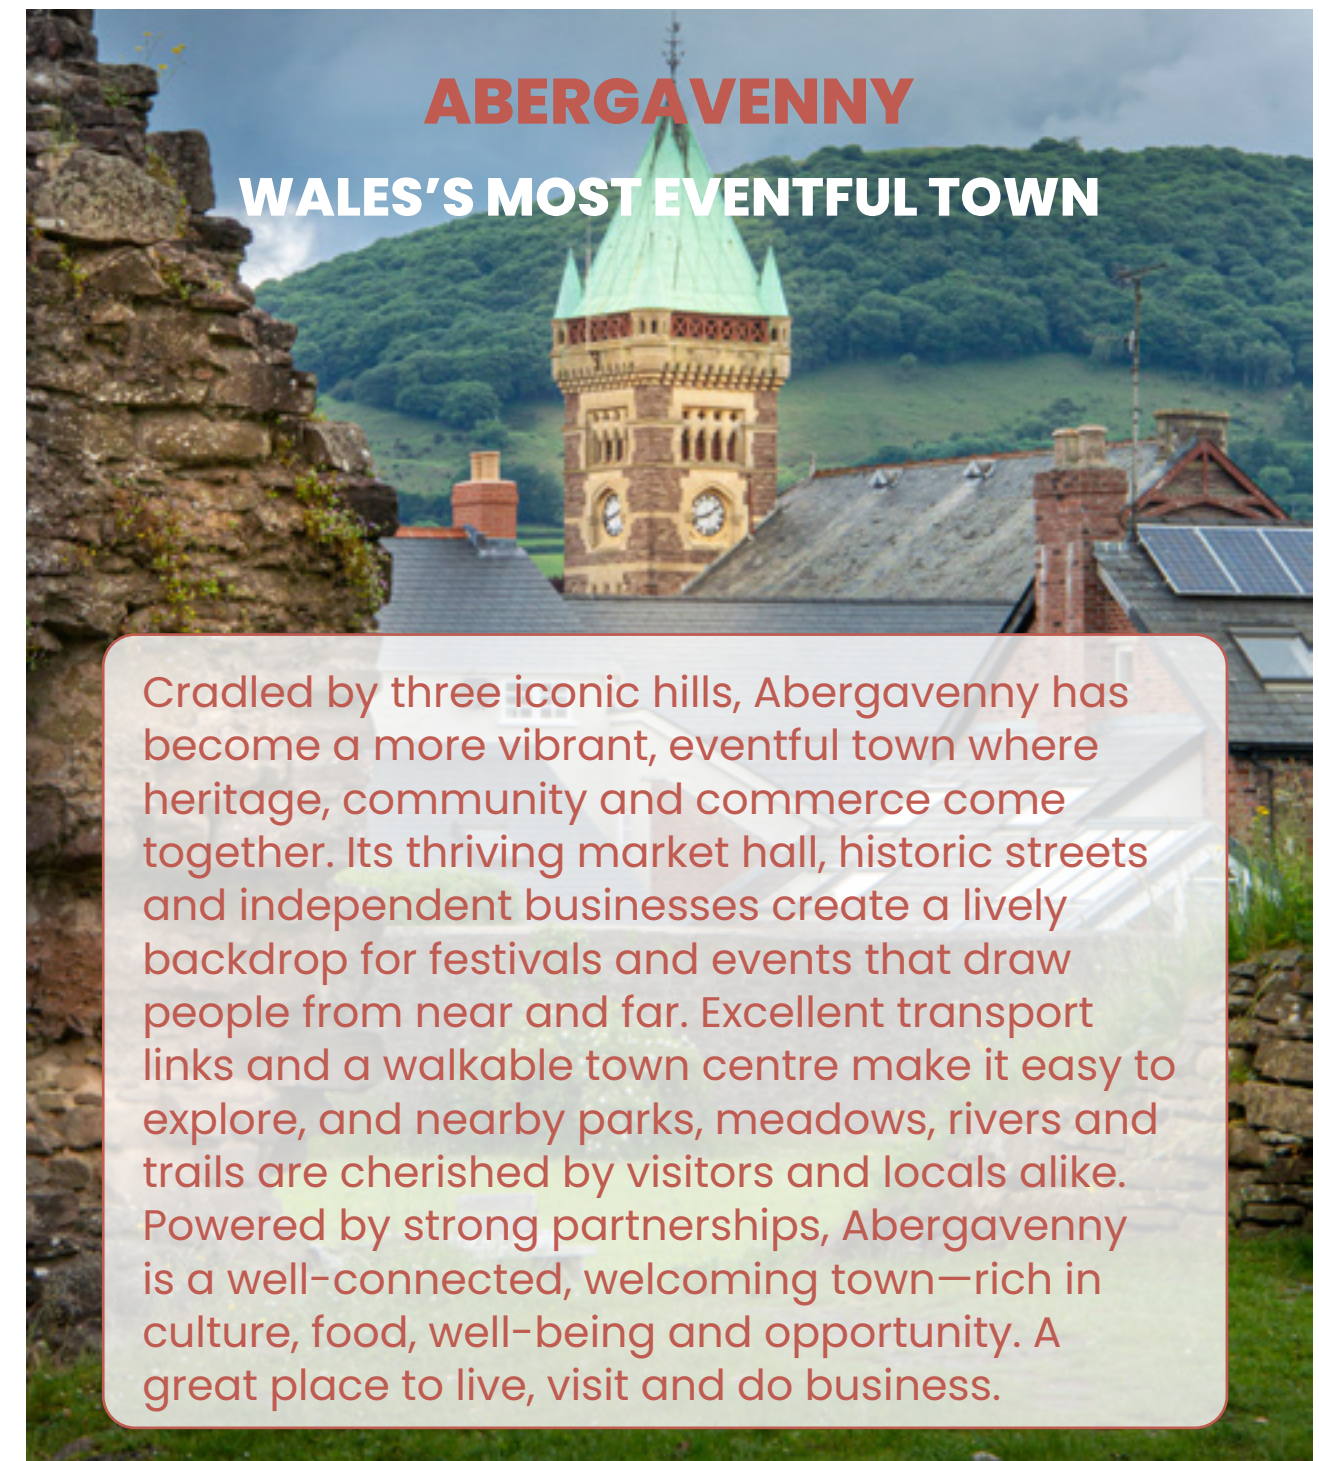 ABERGAVENNY
WALES’S MOST EVENTFUL TOWN
Cradled by three iconic hills, Abergavenny has
become a more vibrant, eventful town where
heritage, community and commerce come
together. Its thriving market hall, historic streets
and independent businesses create a lively
backdrop for festivals and events that draw
people from near and far. Excellent transport
links and a walkable town centre make it easy to
explore, and nearby parks, meadows, rivers and
trails are cherished by visitors and locals alike.
Powered by strong partnerships, Abergavenny
is a well-connected, welcoming town—rich in
culture, food, well-being and opportunity. A
great place to live, visit and do business.